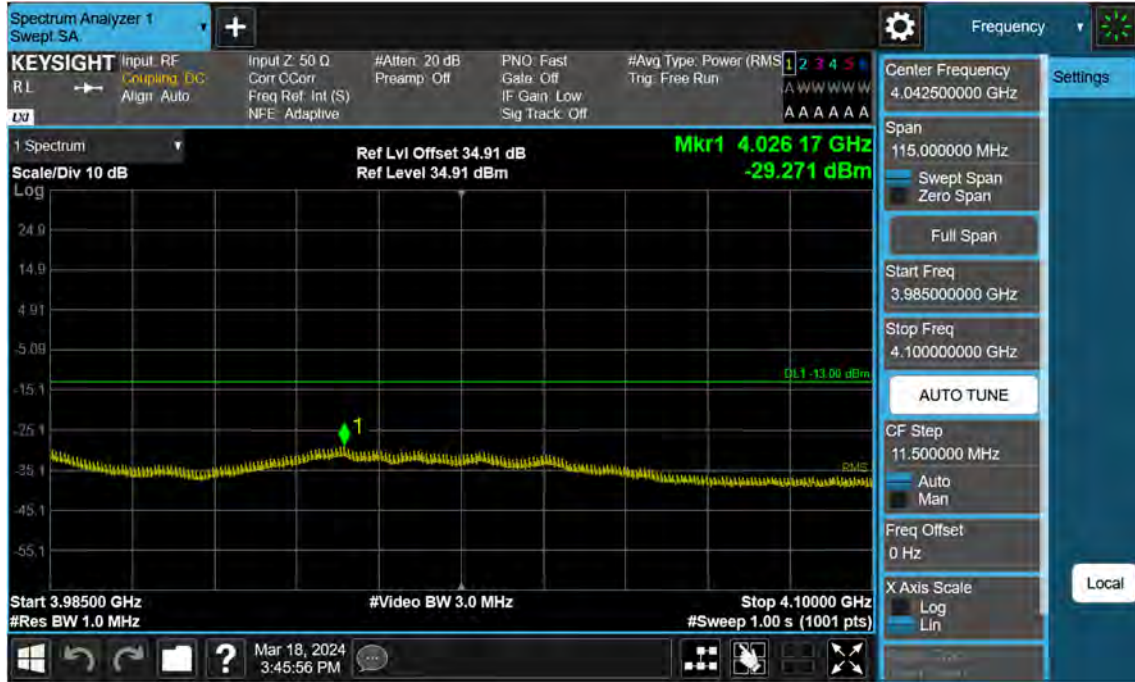 Spectrum Analyzer 1
Swept SA
Frequency
KEYSIGHT
RL
LXI
Input: RF
Coupling: DC
Align: Auto
Input Z: 50 Ω
Corr CCorr
Freq Ref: Int (S)
NFE: Adaptive
#Atten: 20 dB
Preamp: Off
PNO: Fast
Gate: Off
IF Gain: Low
Sig Track: Off
#Avg Type: Power (RMS
Trig: Free Run
1 2 3 4 5 6
A W W W W W
A A A A A A
1 Spectrum
Scale/Div 10 dB
Log
Ref Lvl Offset 34.91 dB
Ref Level 34.91 dBm
Mkr1 4.026 17 GHz
-29.271 dBm
24.9
14.9
4.91
-5.09
DL1 -13.00 dBm
-15.1
-25.1
1
-35.1
RMS
-45.1
-55.1
Start 3.98500 GHz
#Res BW 1.0 MHz
#Video BW 3.0 MHz
Stop 4.10000 GHz
#Sweep 1.00 s (1001 pts)
Mar 18, 2024
3:45:56 PM
Center Frequency
4.042500000 GHz
Span
115.000000 MHz
Swept Span
Zero Span
Full Span
Start Freq
3.985000000 GHz
Stop Freq
4.100000000 GHz
AUTO TUNE
CF Step
11.500000 MHz
Auto
Man
Freq Offset
0 Hz
X Axis Scale
Log
Lin
Settings
Local